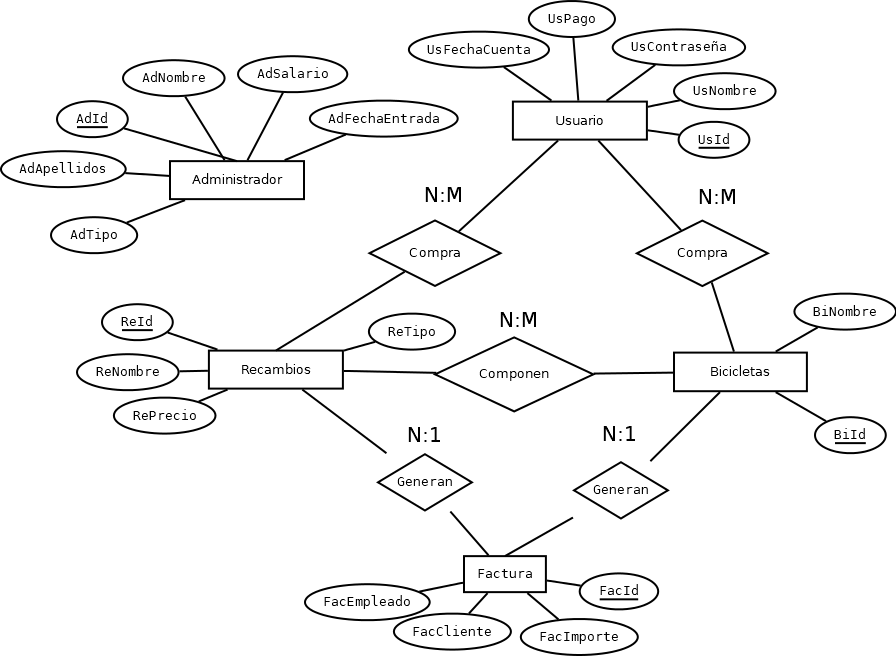 UsPago
UsFechaCuenta
UsContraseña
AdNombre
AdSalario
UsNombre
AdId
AdFechaEntrada
Usuario
UsId
AdApellidos
Administrador
N:M
N:M
AdTipo
Compra
Compra
ReId
N:M
BiNombre
ReTipo
ReNombre
Recambios
Componen
Bicicletas
RePrecio
N:1
N:1
BiId
Generan
Generan
Factura
FacId
FacEmpleado
FacCliente
FacImporte